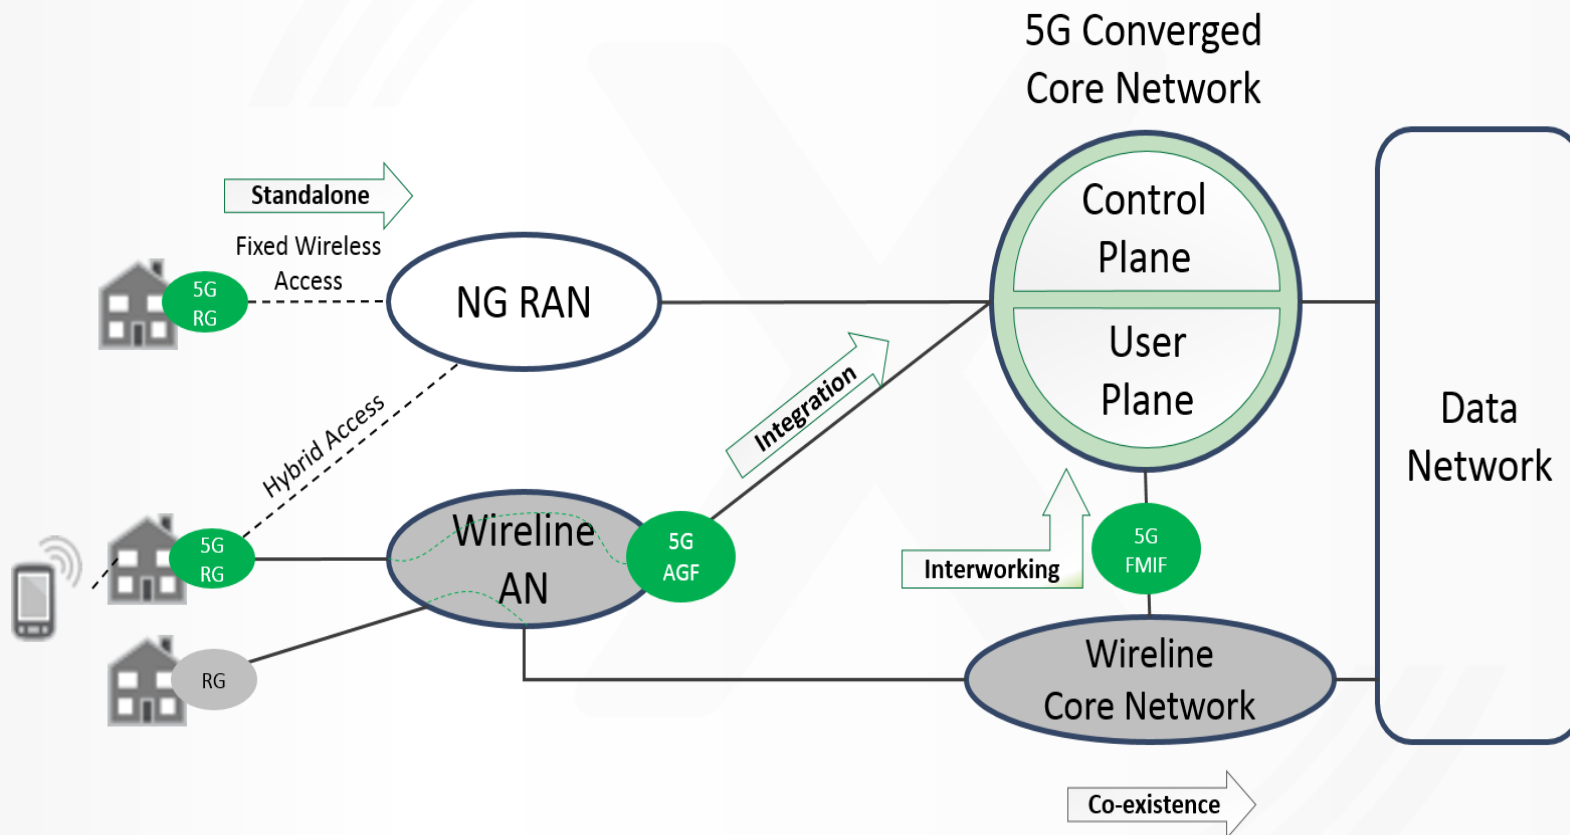 5G Converged
Core Network
Standalone
Fixed Wireless
Access
5G
RG
NG RAN
Control
Plane
User
Plane
Integration
Hybrid Access
Data
Network
5G
RG
Wireline
AN
5G
AGF
Interworking
5G
FMIF
RG
Wireline
Core Network
Co-existence